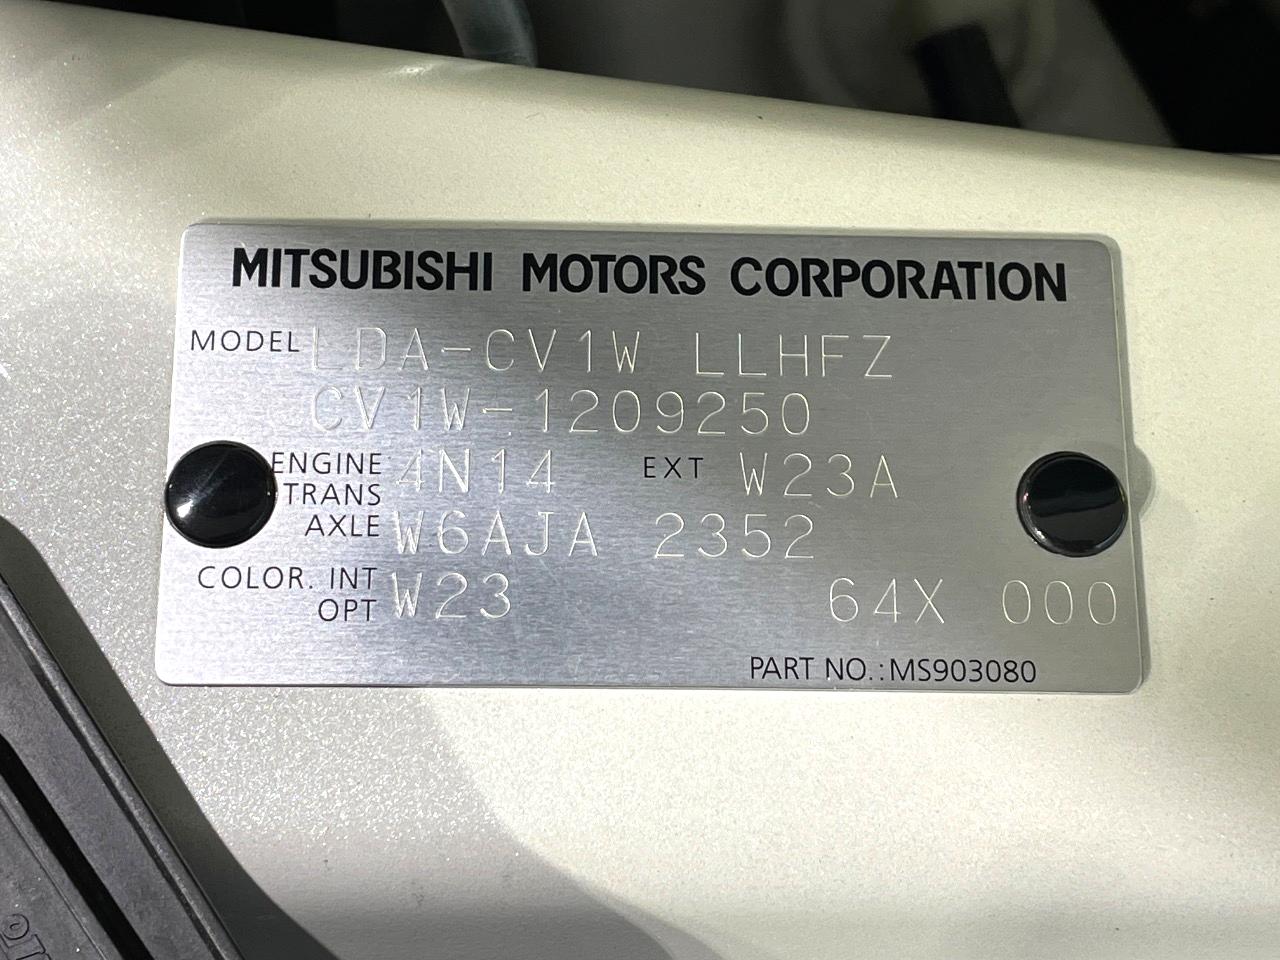 MITSUBISHI MOTORS CORPORATION
MODEL LDA-CV1W LLHFZ
CV1W-1209250
ENGINE 4N14 EXT W23A
TRANS
AXLE W6AJA 2352
COLOR. INT W23 64X 000
OPT
PART NO.:MS903080